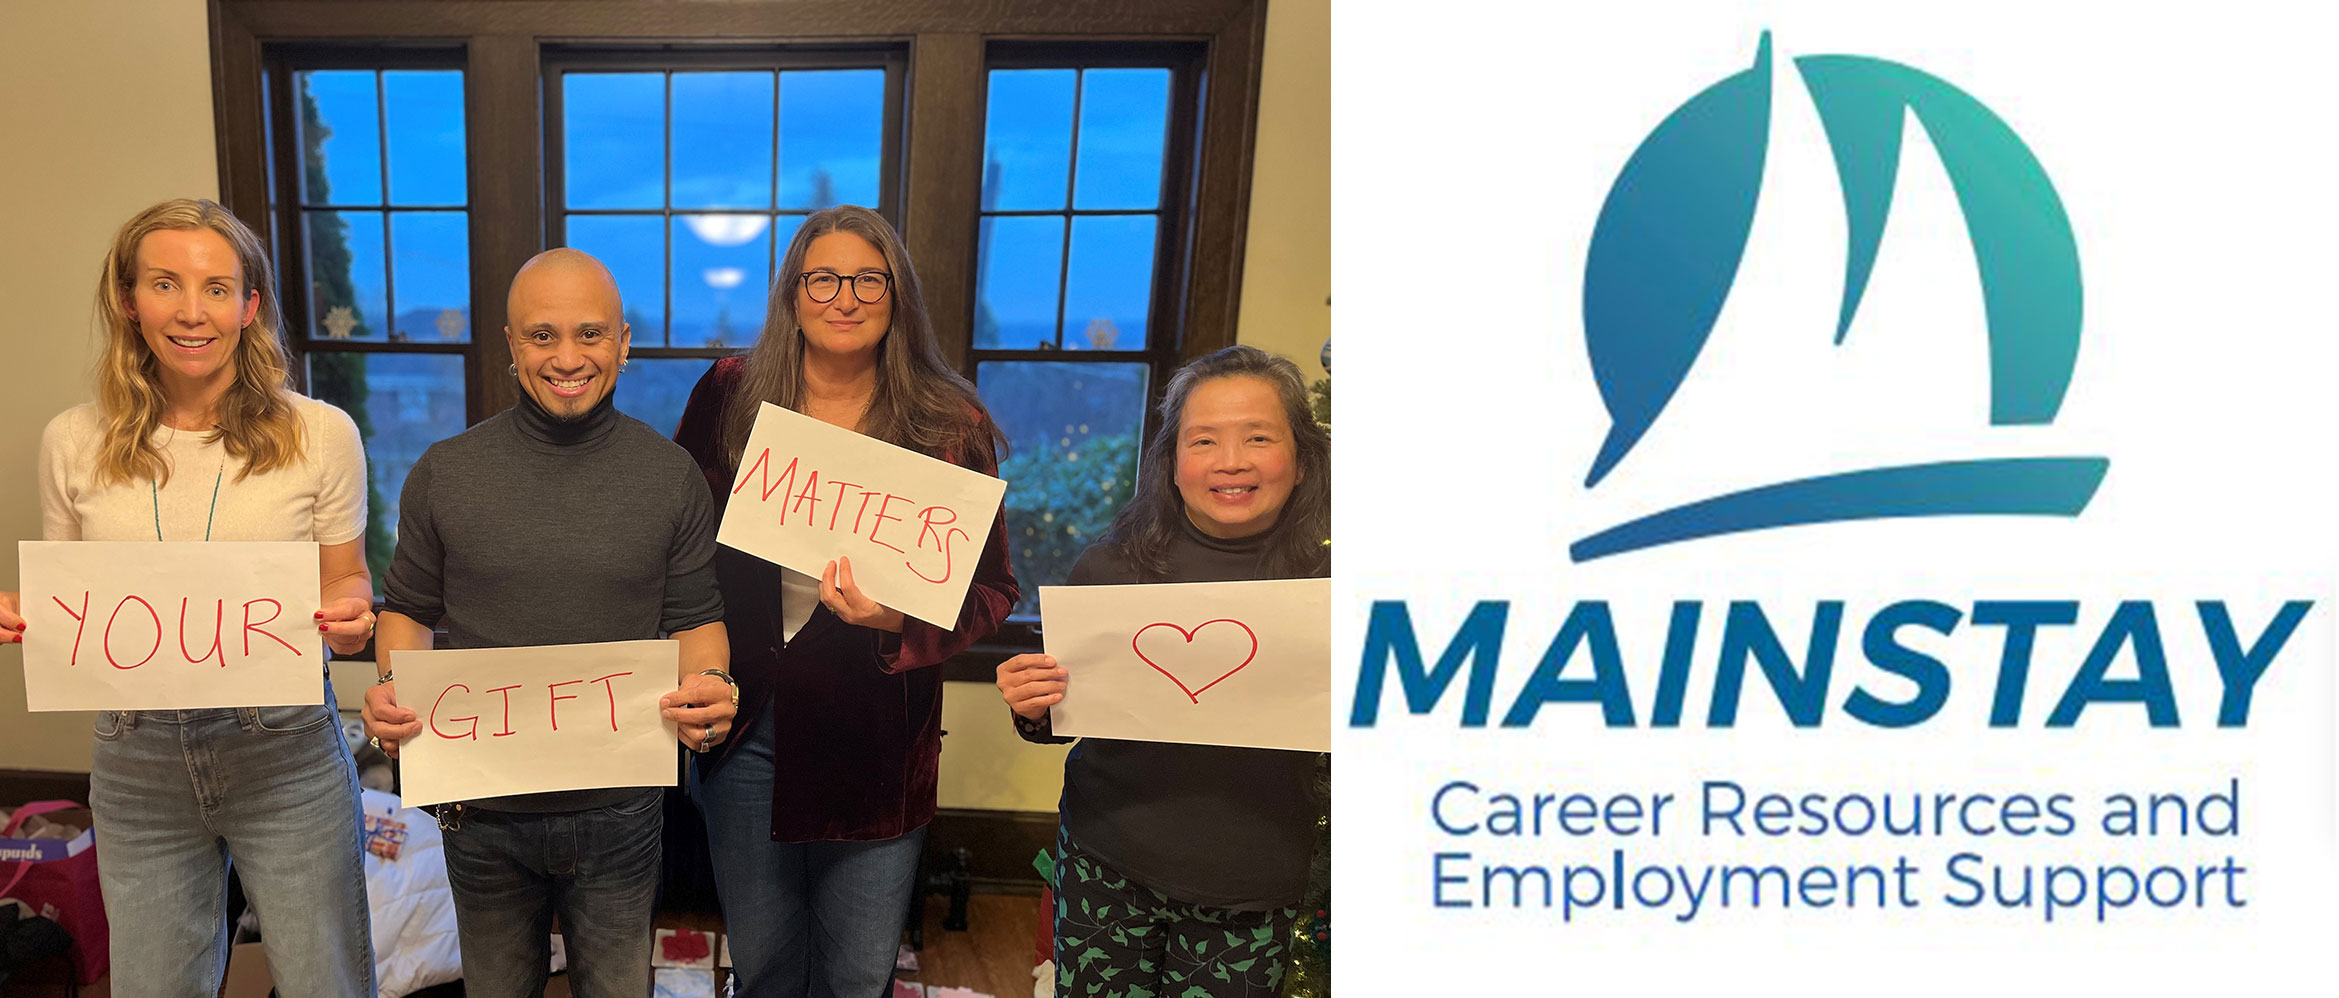 YOUR
GIFT
MATTERS
MAINSTAY
Career Resources and
Employment Support